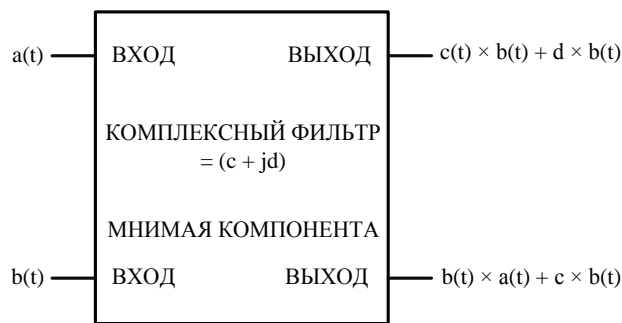 a(t) ВХОД ВЫХОД c(t) × b(t) + d × b(t)
КОМПЛЕКСНЫЙ ФИЛЬТР
= (c + jd)
МНИМАЯ КОМПОНЕНТА
b(t) ВХОД ВЫХОД b(t) × a(t) + c × b(t)